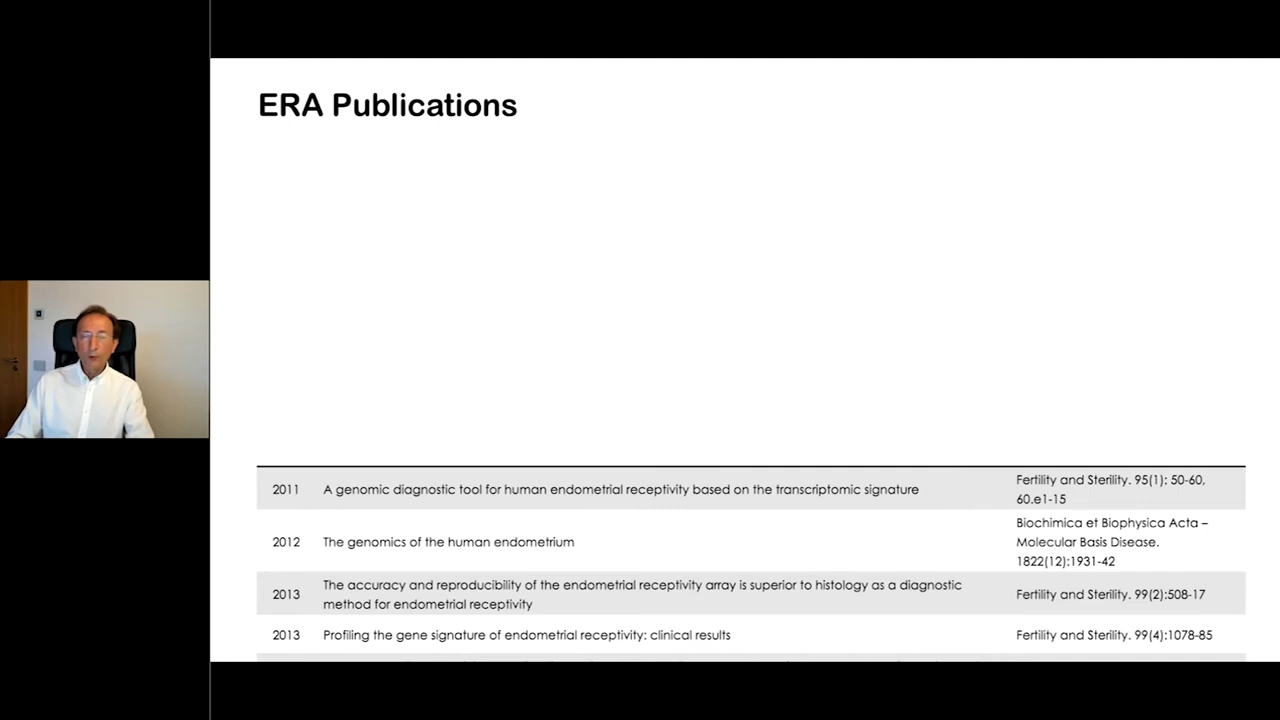 ERA Publications
2011 A genomic diagnostic tool for human endometrial receptivity based on the transcriptomic signature Fertility and Sterility. 95(1): 50-60,
60.e1-15
2012 The genomics of the human endometrium Biochimica et Biophysica Acta –
Molecular Basis Disease.
1822(12):1931-42
2013 The accuracy and reproducibility of the endometrial receptivity array is superior to histology as a diagnostic
method for endometrial receptivity Fertility and Sterility. 99(2):508-17
2013 Profiling the gene signature of endometrial receptivity: clinical results Fertility and Sterility. 99(4):1078-85